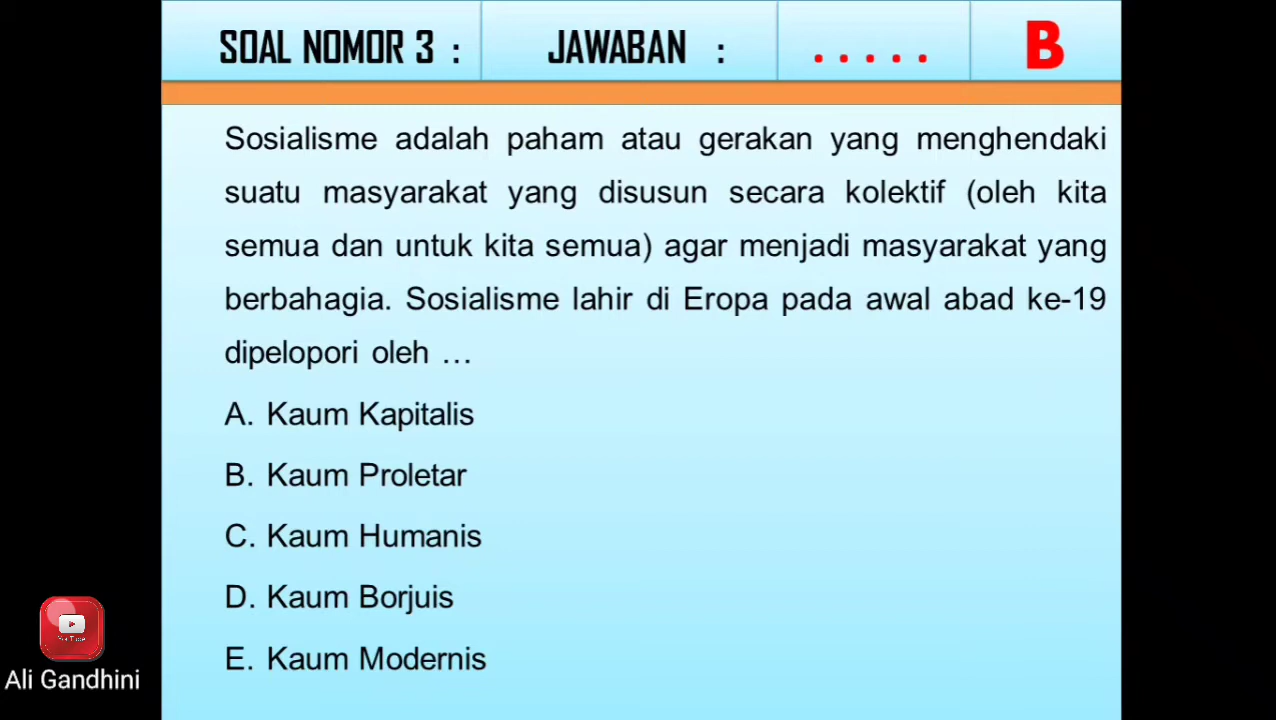 SOAL NOMOR 3 : JAWABAN : ..... B
Sosialisme adalah paham atau gerakan yang menghendaki
suatu masyarakat yang disusun secara kolektif (oleh kita
semua dan untuk kita semua) agar menjadi masyarakat yang
berbahagia. Sosialisme lahir di Eropa pada awal abad ke-19
dipelopori oleh …
A. Kaum Kapitalis
B. Kaum Proletar
C. Kaum Humanis
D. Kaum Borjuis
E. Kaum Modernis
YouTube
Ali Gandhini